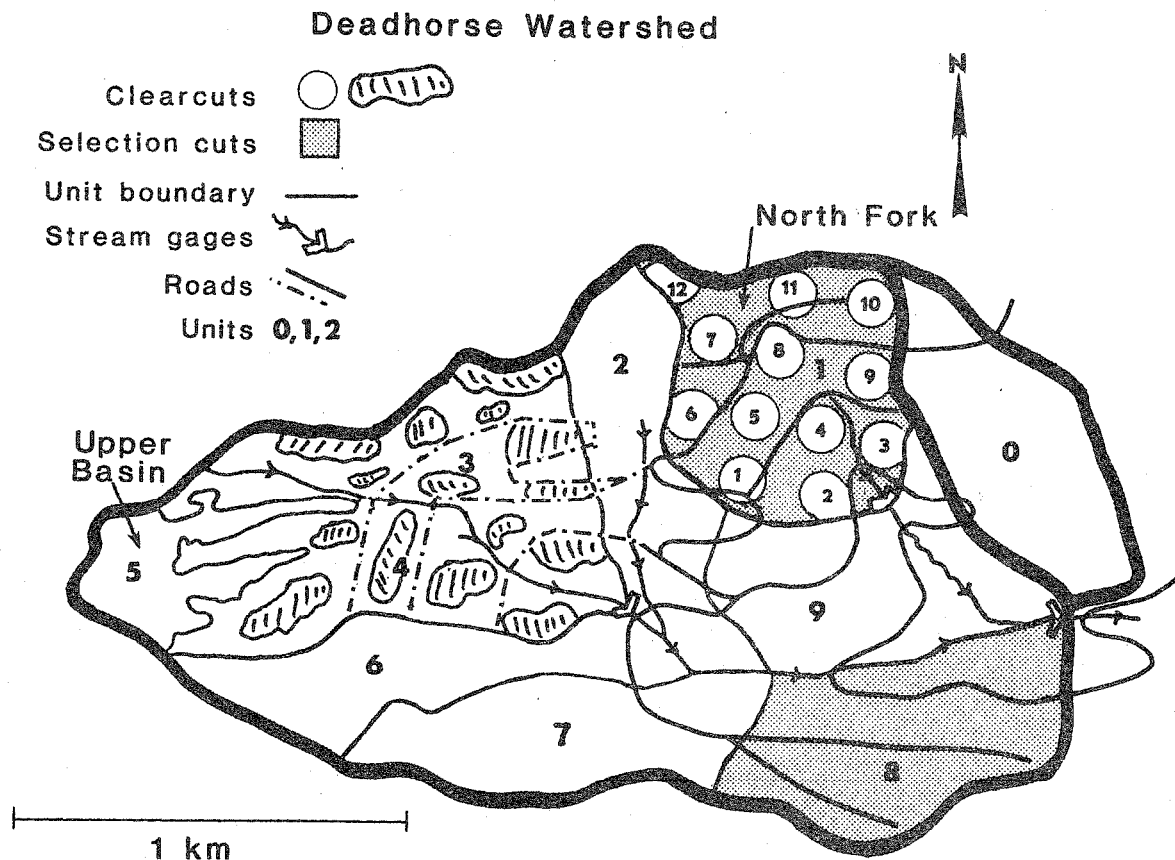 Deadhorse Watershed
Clearcuts
Selection cuts
Unit boundary
Stream gages
Roads
Units 0,1,2
N
North Fork
12
11
10
7
8
2
1
9
6
5
4
3
3
0
Upper
Basin
1
2
5
4
9
6
7
8
1 km